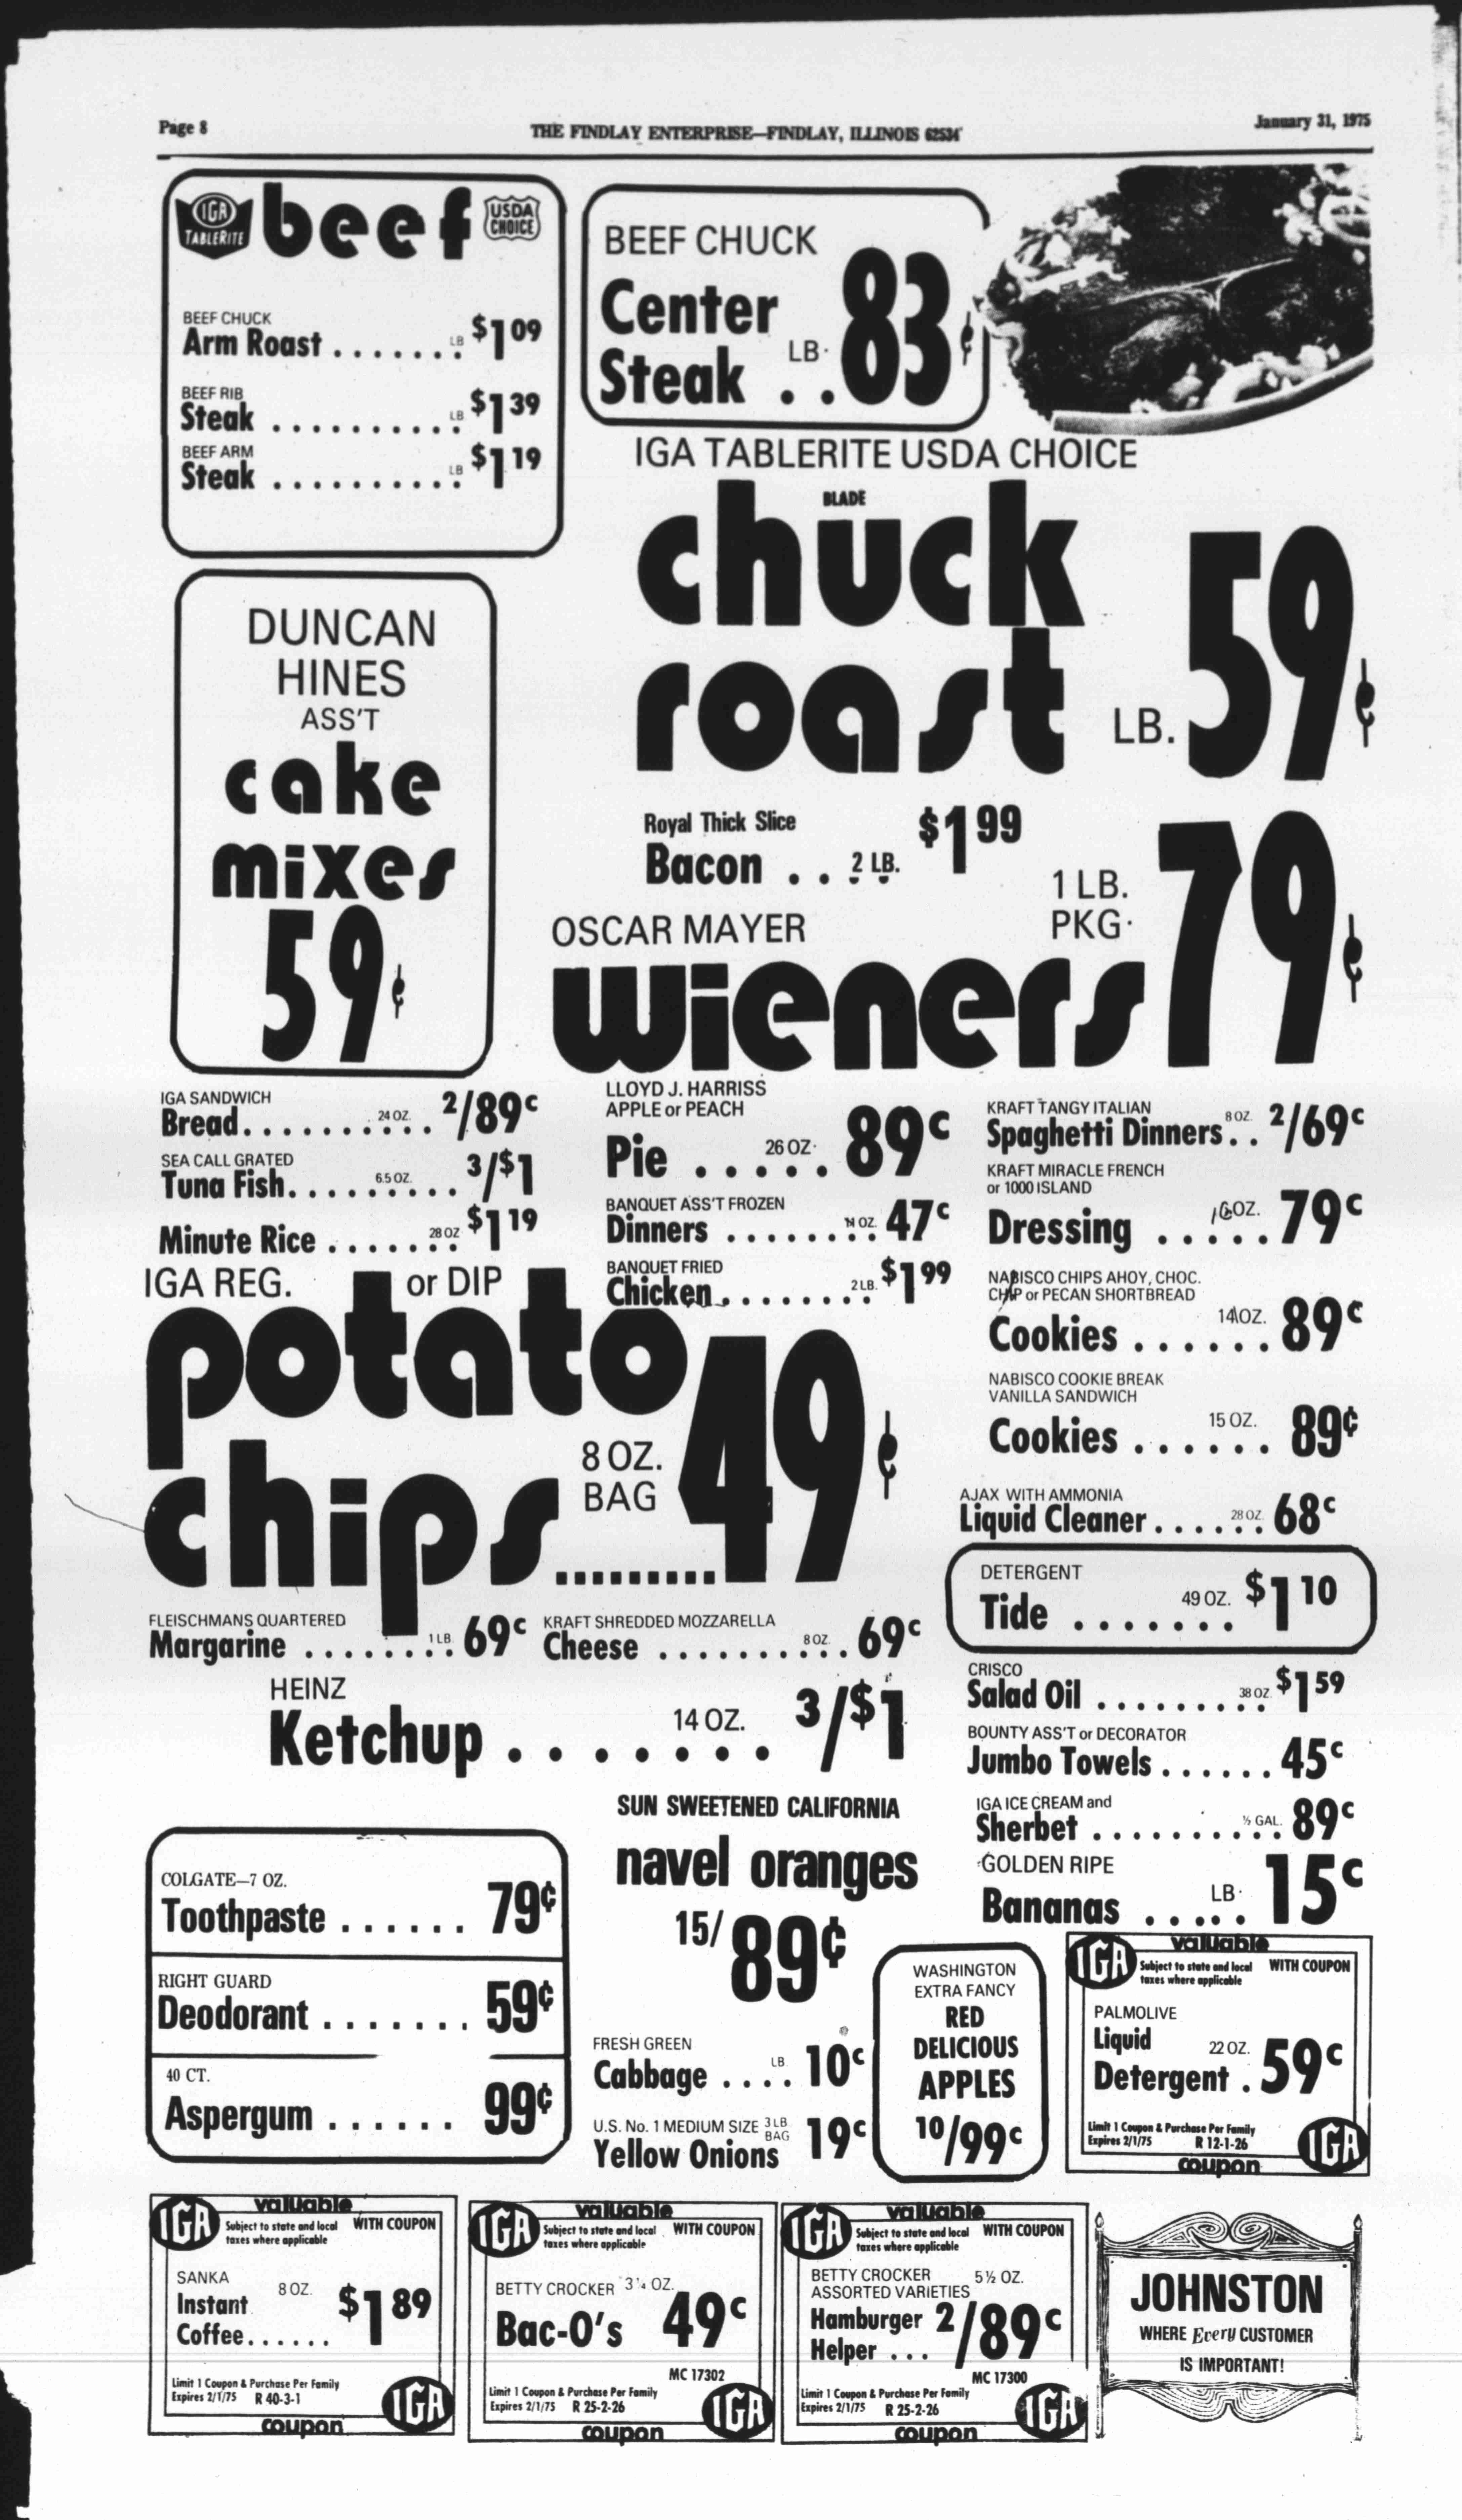 Page 8
THE FINDLAY ENTERPRISE—FINDLAY, ILLINOIS 62534
January 31, 1975
IGA
TABLERITE
beef
USDA
CHOICE
BEEF CHUCK
Arm Roast . . . . . . . LB $1 09
BEEF RIB
Steak . . . . . . . . . . LB $1 39
BEEF ARM
Steak . . . . . . . . . . LB $1 19
BEEF CHUCK
Center
Steak . . LB. 83¢
IGA TABLERITE USDA CHOICE
BLADE
chuck
roast LB. 59¢
DUNCAN
HINES
ASS'T
cake
mixes
59¢
Royal Thick Slice
Bacon . . . . 2 LB. $1 99
OSCAR MAYER
wieners
1 LB.
PKG.
79¢
IGA SANDWICH
Bread. . . . . . . . . . 24 OZ. 2/89¢
SEA CALL GRATED
Tuna Fish. . . . . . . . . 6.5 OZ. 3/$1
Minute Rice . . . . . . . 28 OZ $1 19
LLOYD J. HARRISS
APPLE or PEACH
Pie . . . . . 26 OZ. 89¢
BANQUET ASS'T FROZEN
Dinners . . . . . . . . 11 OZ. 47¢
BANQUET FRIED
Chicken . . . . . . . . 2 LB. $1 99
KRAFT TANGY ITALIAN
Spaghetti Dinners . . 8 OZ. 2/69¢
KRAFT MIRACLE FRENCH
or 1000 ISLAND
Dressing . . . . . 16 OZ. 79¢
NABISCO CHIPS AHOY, CHOC.
CHIP or PECAN SHORTBREAD
Cookies . . . . . . 14 OZ. 89¢
NABISCO COOKIE BREAK
VANILLA SANDWICH
Cookies . . . . . . 15 OZ. 89¢
IGA REG. or DIP
potato
chips.........
8 OZ.
BAG
49¢
AJAX WITH AMMONIA
Liquid Cleaner . . . . . . 28 OZ. 68¢
DETERGENT
Tide . . . . . . . 49 OZ. $1 10
FLEISCHMANS QUARTERED
Margarine . . . . . . . . 1 LB. 69¢
KRAFT SHREDDED MOZZARELLA
Cheese . . . . . . . . . . 8 OZ. 69¢
HEINZ
Ketchup . . . . . . . 14 OZ. 3/$1
CRISCO
Salad Oil . . . . . . . . . 38 OZ. $1 59
BOUNTY ASS'T or DECORATOR
Jumbo Towels . . . . . . 45¢
IGA ICE CREAM and
Sherbet . . . . . . . . . . ½ GAL. 89¢
GOLDEN RIPE
Bananas . . . . . LB. 15¢
COLGATE—7 OZ.
Toothpaste . . . . . . 79¢
RIGHT GUARD
Deodorant . . . . . . . 59¢
40 CT.
Aspergum . . . . . . 99¢
SUN SWEETENED CALIFORNIA
navel oranges
15/89¢
FRESH GREEN
Cabbage . . . . LB. 10¢
U.S. No. 1 MEDIUM SIZE 3 LB BAG
Yellow Onions 19¢
WASHINGTON
EXTRA FANCY
RED
DELICIOUS
APPLES
10/99¢
IGA valuable
Subject to state and local taxes where applicable
WITH COUPON
PALMOLIVE
Liquid
Detergent . 22 OZ. 59¢
Limit 1 Coupon & Purchase Per Family
Expires 2/1/75 R 12-1-26
coupon IGA
IGA valuable
Subject to state and local taxes where applicable
WITH COUPON
SANKA
Instant
Coffee. . . . . . 8 OZ. $1 89
Limit 1 Coupon & Purchase Per Family
Expires 2/1/75 R 40-3-1
coupon IGA
IGA valuable
Subject to state and local taxes where applicable
WITH COUPON
BETTY CROCKER 3¼ OZ.
Bac-O's 49¢
MC 17302
Limit 1 Coupon & Purchase Per Family
Expires 2/1/75 R 25-2-26
coupon IGA
IGA valuable
Subject to state and local taxes where applicable
WITH COUPON
BETTY CROCKER 5½ OZ.
ASSORTED VARIETIES
Hamburger
Helper . . . 2/89¢
MC 17300
Limit 1 Coupon & Purchase Per Family
Expires 2/1/75 R 25-2-26
coupon IGA
JOHNSTON
WHERE Every CUSTOMER
IS IMPORTANT!